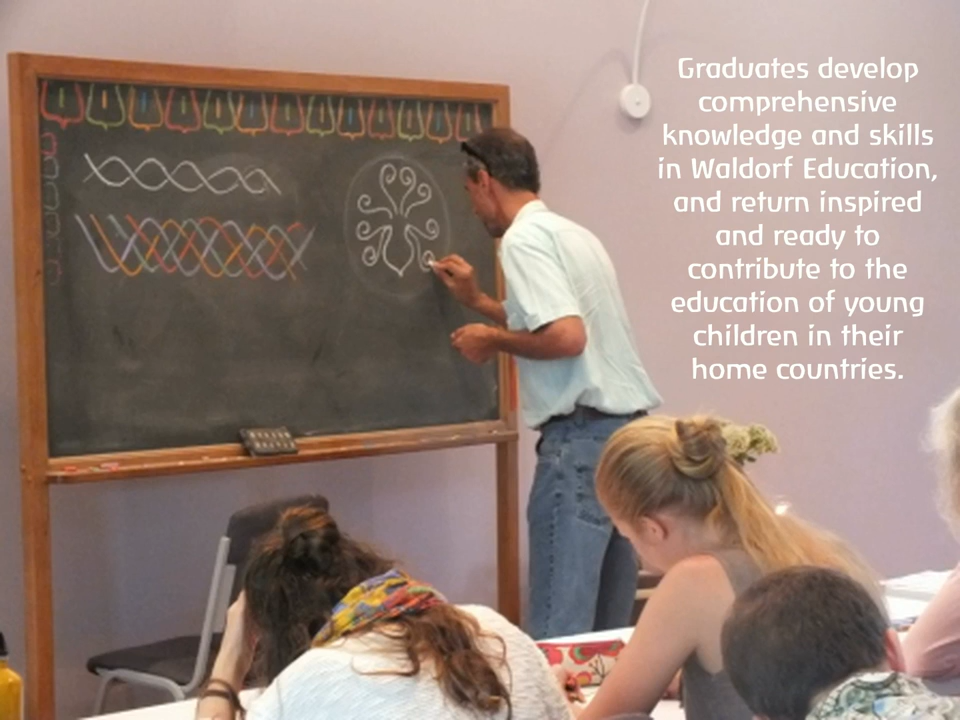 Graduates develop
comprehensive
knowledge and skills
in Waldorf Education,
and return inspired
and ready to
contribute to the
education of young
children in their
home countries.